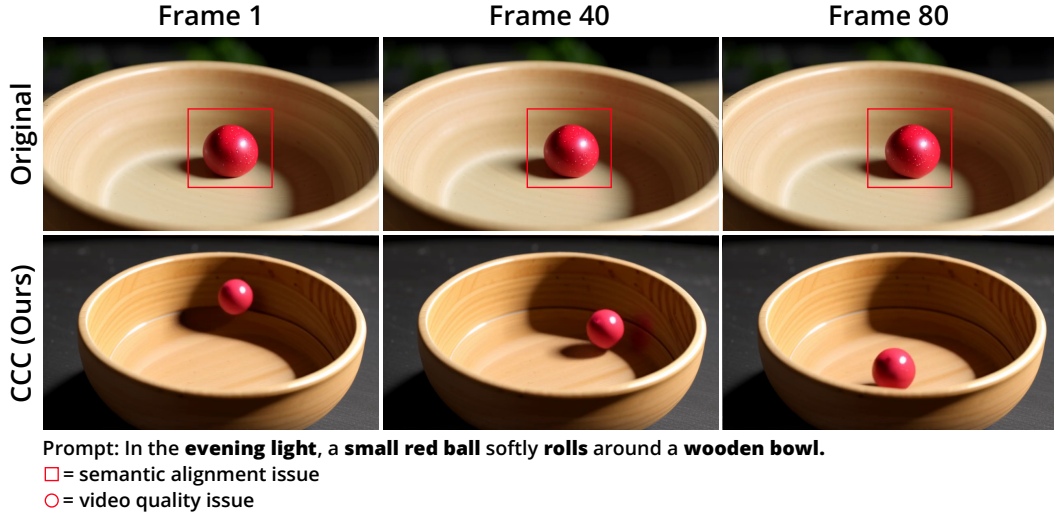 Frame 1
Frame 40
Frame 80
Original
CCC (Ours)
Prompt: In the evening light, a small red ball softly rolls around a wooden bowl.
= semantic alignment issue
= video quality issue